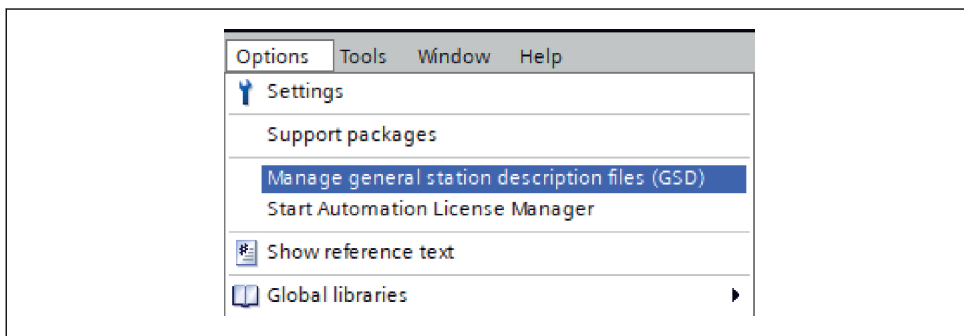 Options Tools Window Help
Settings
Support packages
Manage general station description files (GSD)
Start Automation License Manager
Show reference text
Global libraries